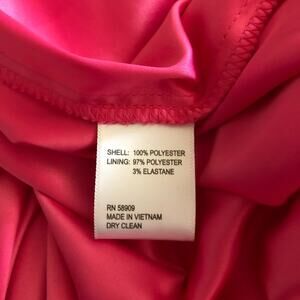 SHELL: 100% POLYESTER
LINING: 97% POLYESTER
3% ELASTANE
RN 58909
MADE IN VIETNAM
DRY CLEAN